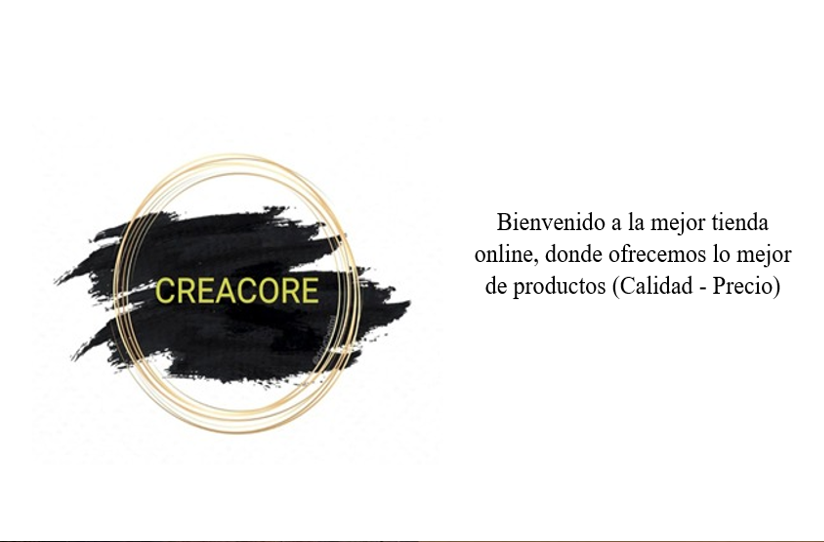 CREACORE
Bienvenido a la mejor tienda
online, donde ofrecemos lo mejor
de productos (Calidad - Precio)